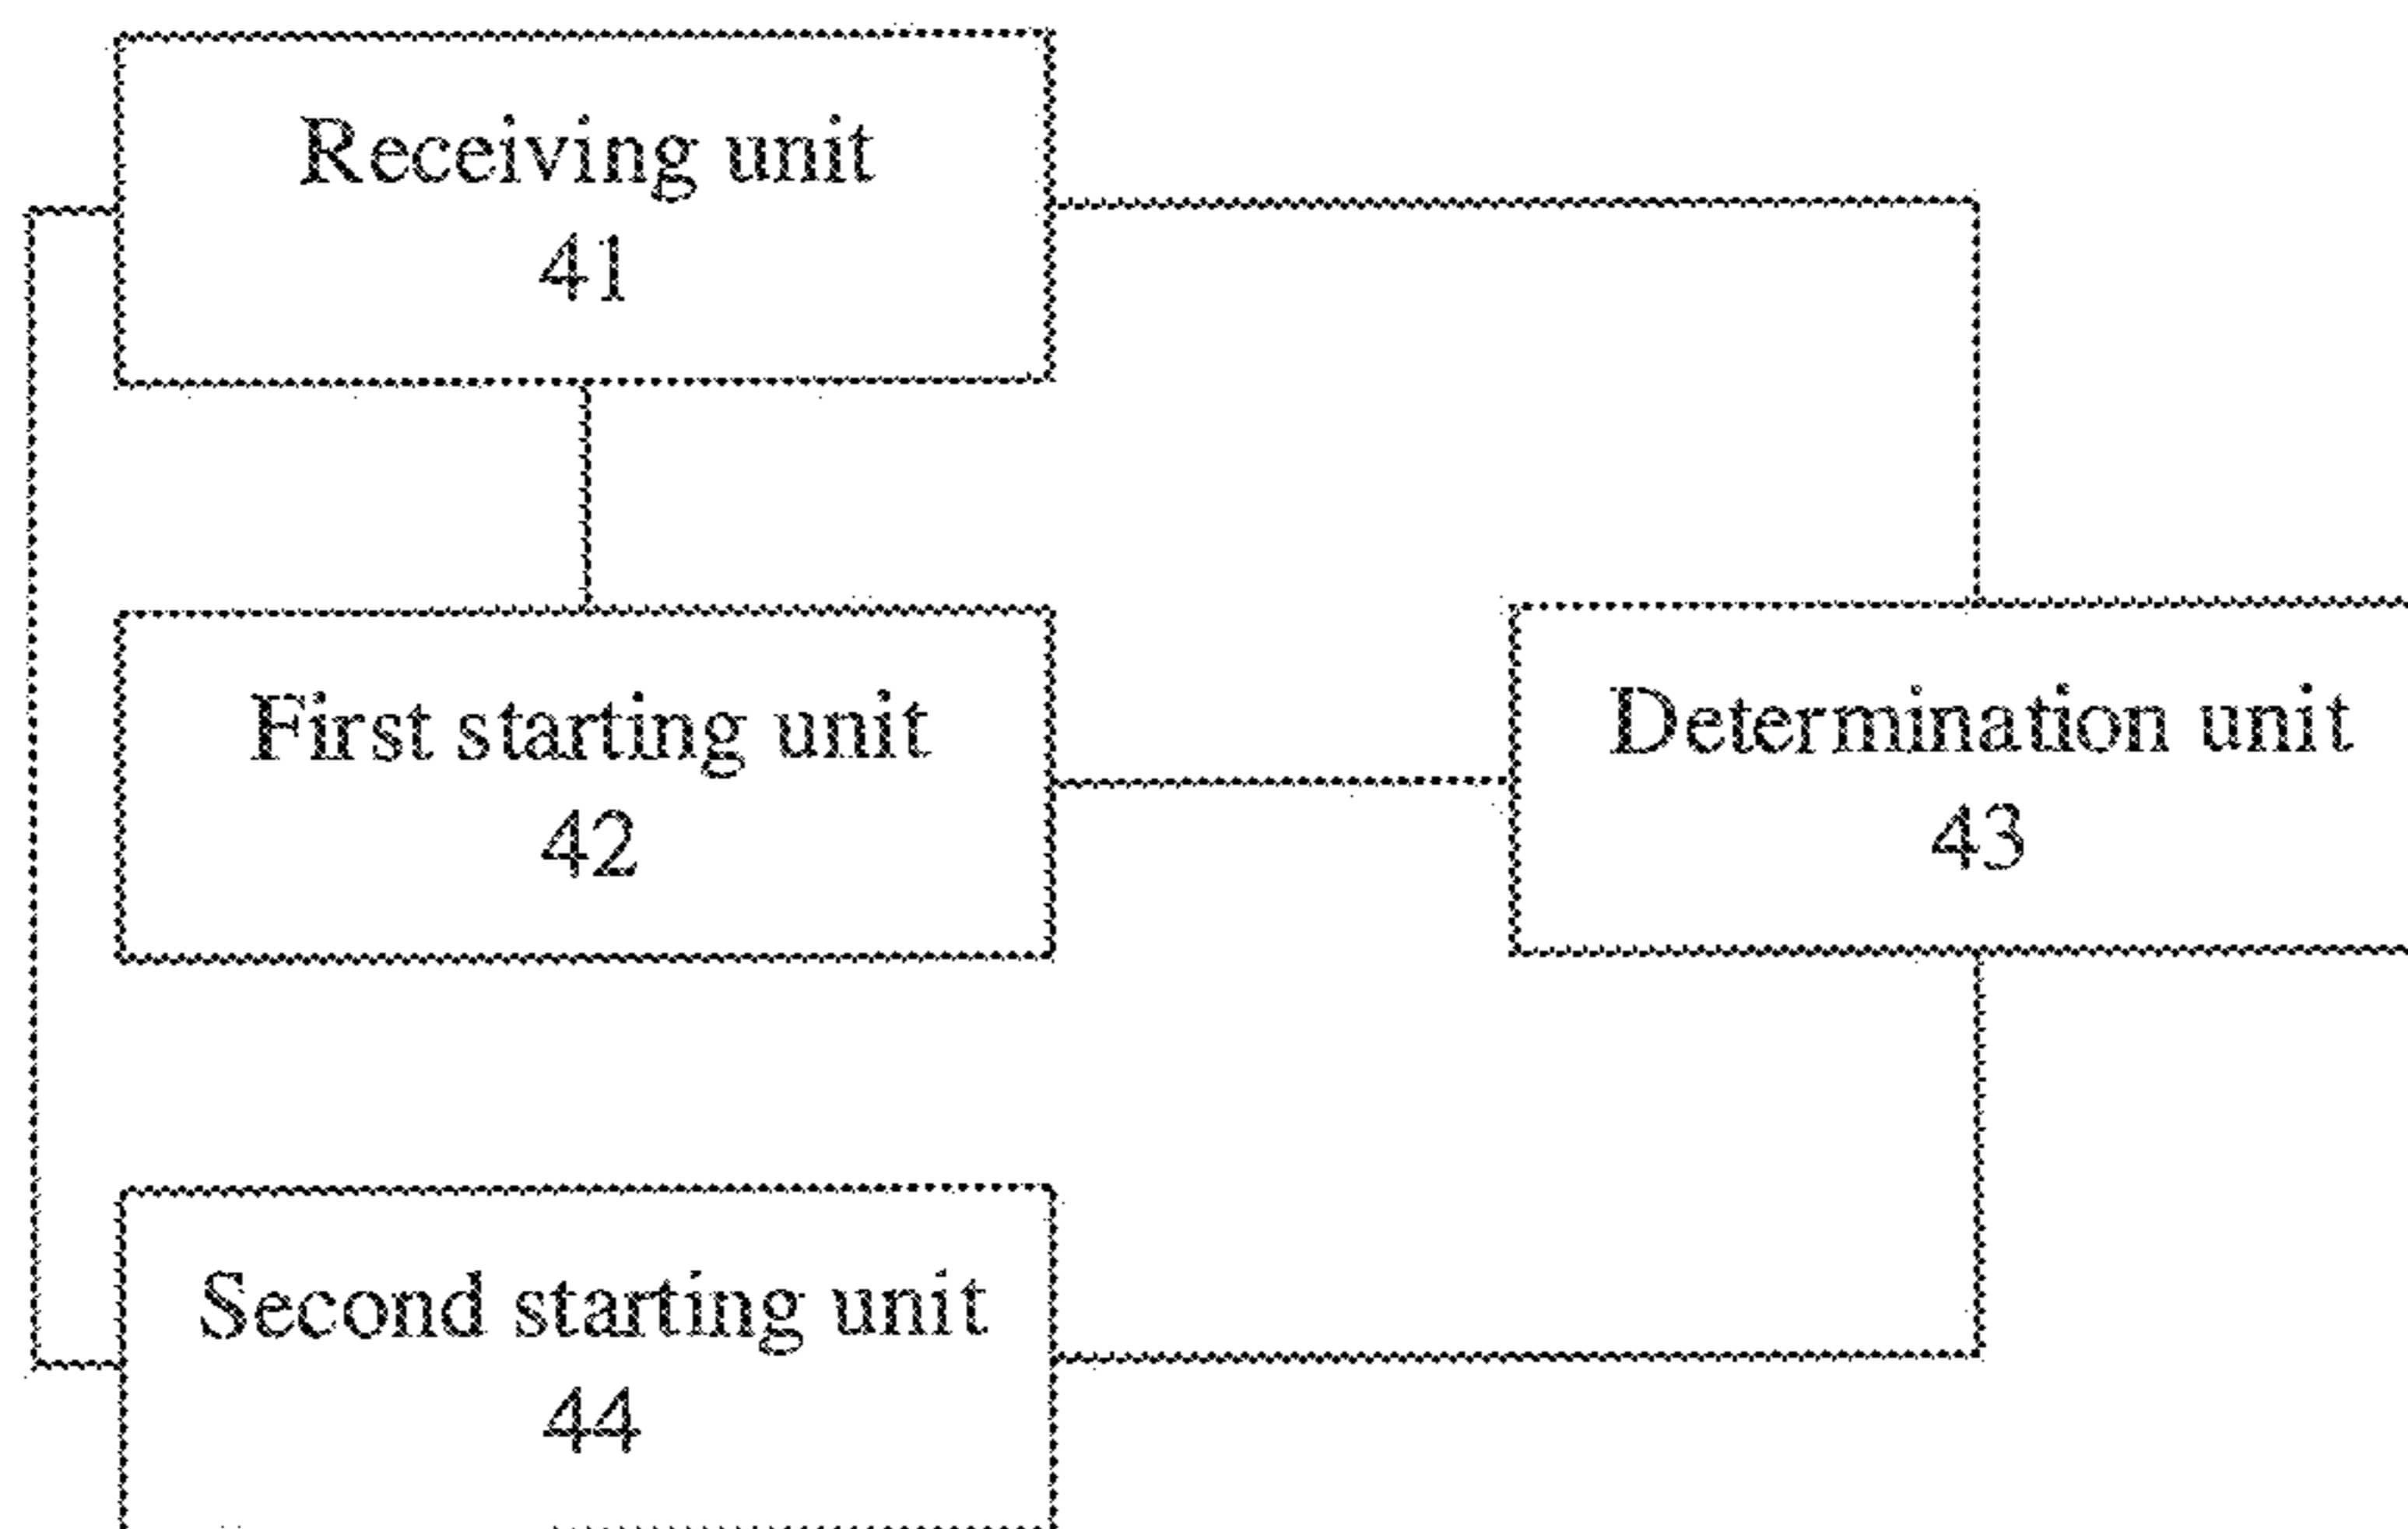 Receiving unit
41
First starting unit
42
Determination unit
43
Second starting unit
44